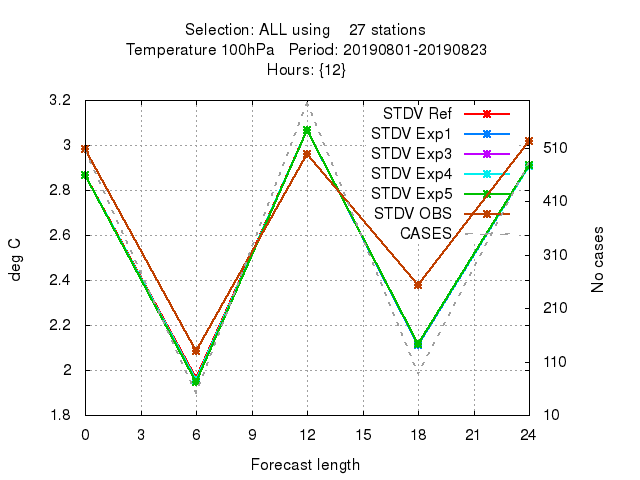 Selection: ALL using    27 stations
Temperature 100hPa   Period: 20190801-20190823
Hours: {12}
3.2
3
2.8
2.6
2.4
2.2
2
1.8
deg C
STDV Ref
STDV Exp1
STDV Exp3
STDV Exp4
STDV Exp5
STDV OBS
CASES
510
410
310
210
110
10
No cases
0 3 6 9 12 15 18 21 24
Forecast length